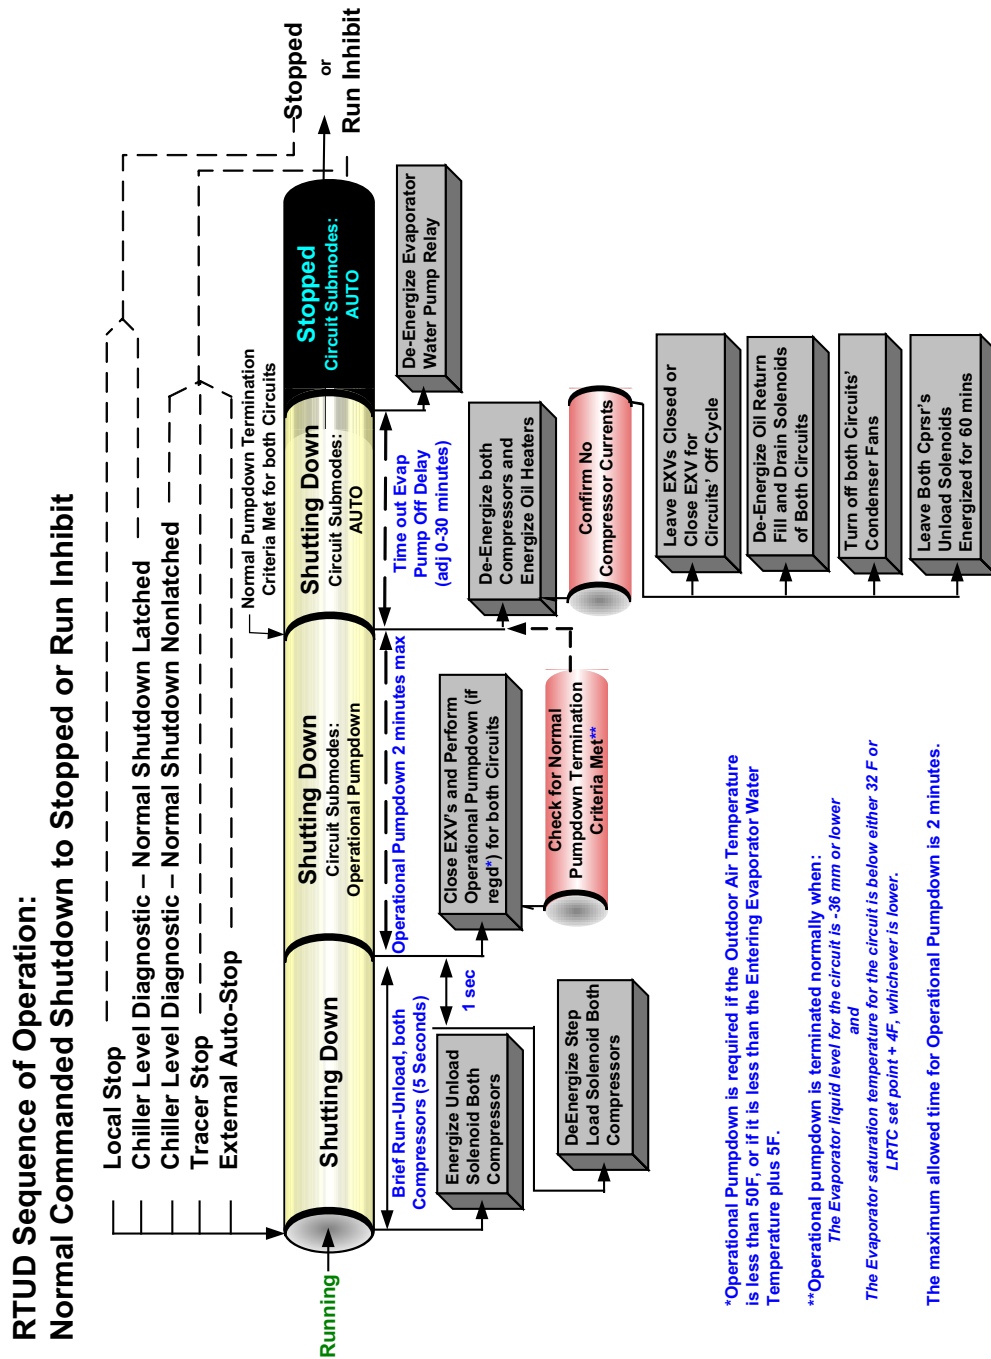 RTUD Sequence of Operation:
Normal Commanded Shutdown to Stopped or Run Inhibit
Local Stop
Chiller Level Diagnostic – Normal Shutdown Latched
Chiller Level Diagnostic – Normal Shutdown Nonlatched
Tracer Stop
External Auto-Stop
Stopped
or
Run Inhibit
Normal Pumpdown Termination
Criteria Met for both Circuits
Running
Shutting Down
Shutting Down
Circuit Submodes:
Operational Pumpdown
Shutting Down
Circuit Submodes:
AUTO
Stopped
Circuit Submodes:
AUTO
Brief Run-Unload, both
Compressors (5 Seconds)
Operational Pumpdown 2 minutes max
Time out Evap
Pump Off Delay
(adj 0-30 minutes)
De-Energize Evaporator
Water Pump Relay
1 sec
Energize Unload
Solenoid Both
Compressors
Close EXV's and Perform
Operational Pumpdown (if
regd*) for both Circuits
De-Energize both
Compressors and
Energize Oil Heaters
DeEnergize Step
Load Solenoid Both
Compressors
Check for Normal
Pumpdown Termination
Criteria Met**
Confirm No
Compressor Currents
Leave EXVs Closed or
Close EXV for
Circuits' Off Cycle
De-Energize Oil Return
Fill and Drain Solenoids
of Both Circuits
Turn off both Circuits'
Condenser Fans
Leave Both Cprsr's
Unload Solenoids
Energized for 60 mins
*Operational Pumpdown is required if the Outdoor Air Temperature
is less than 50F, or if it is less than the Entering Evaporator Water
Temperature plus 5F.
**Operational pumpdown is terminated normally when:
The Evaporator liquid level for the circuit is -36 mm or lower
and
The Evaporator saturation temperature for the circuit is below either 32 F or
LRTC set point + 4F, whichever is lower.
The maximum allowed time for Operational Pumpdown is 2 minutes.